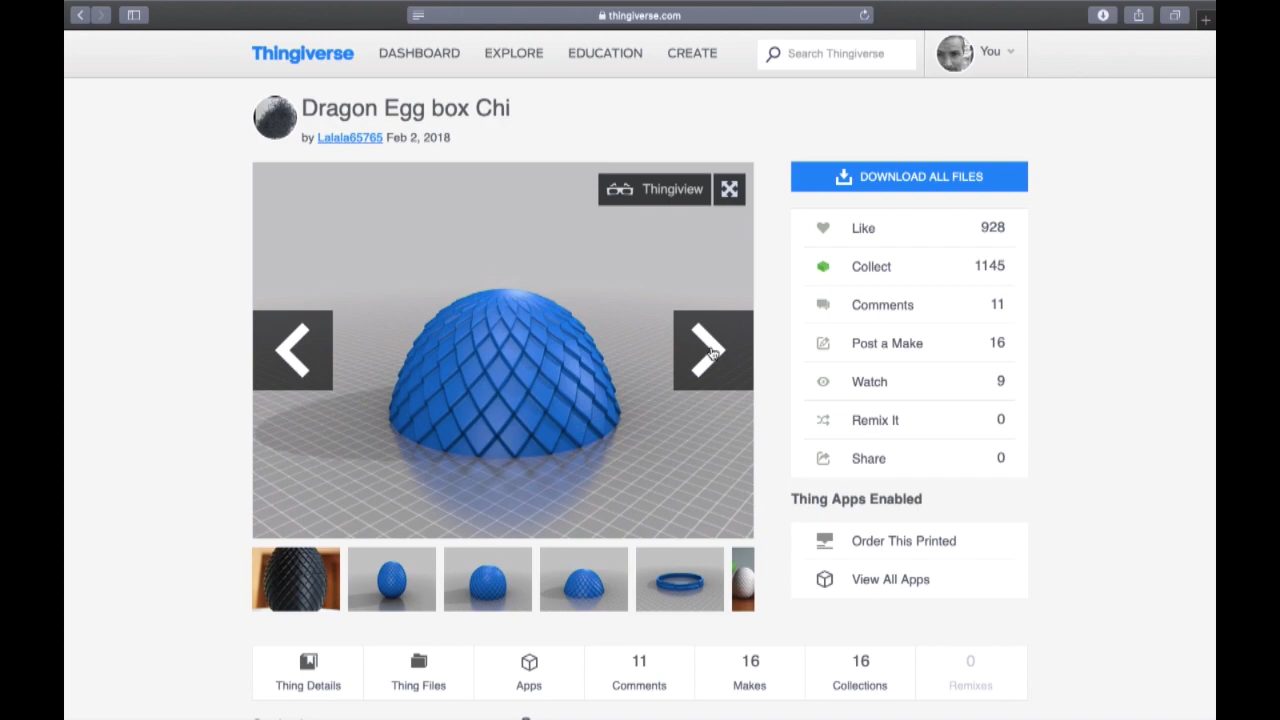 thingiverse.com
Thingiverse DASHBOARD EXPLORE EDUCATION CREATE Search Thingiverse You
Dragon Egg box Chi
by Lalala65765 Feb 2, 2018
Thingiview
DOWNLOAD ALL FILES
Like 928
Collect 1145
Comments 11
Post a Make 16
Watch 9
Remix It 0
Share 0
Thing Apps Enabled
Order This Printed
View All Apps
11 16 16 0
Thing Details Thing Files Apps Comments Makes Collections Remixes